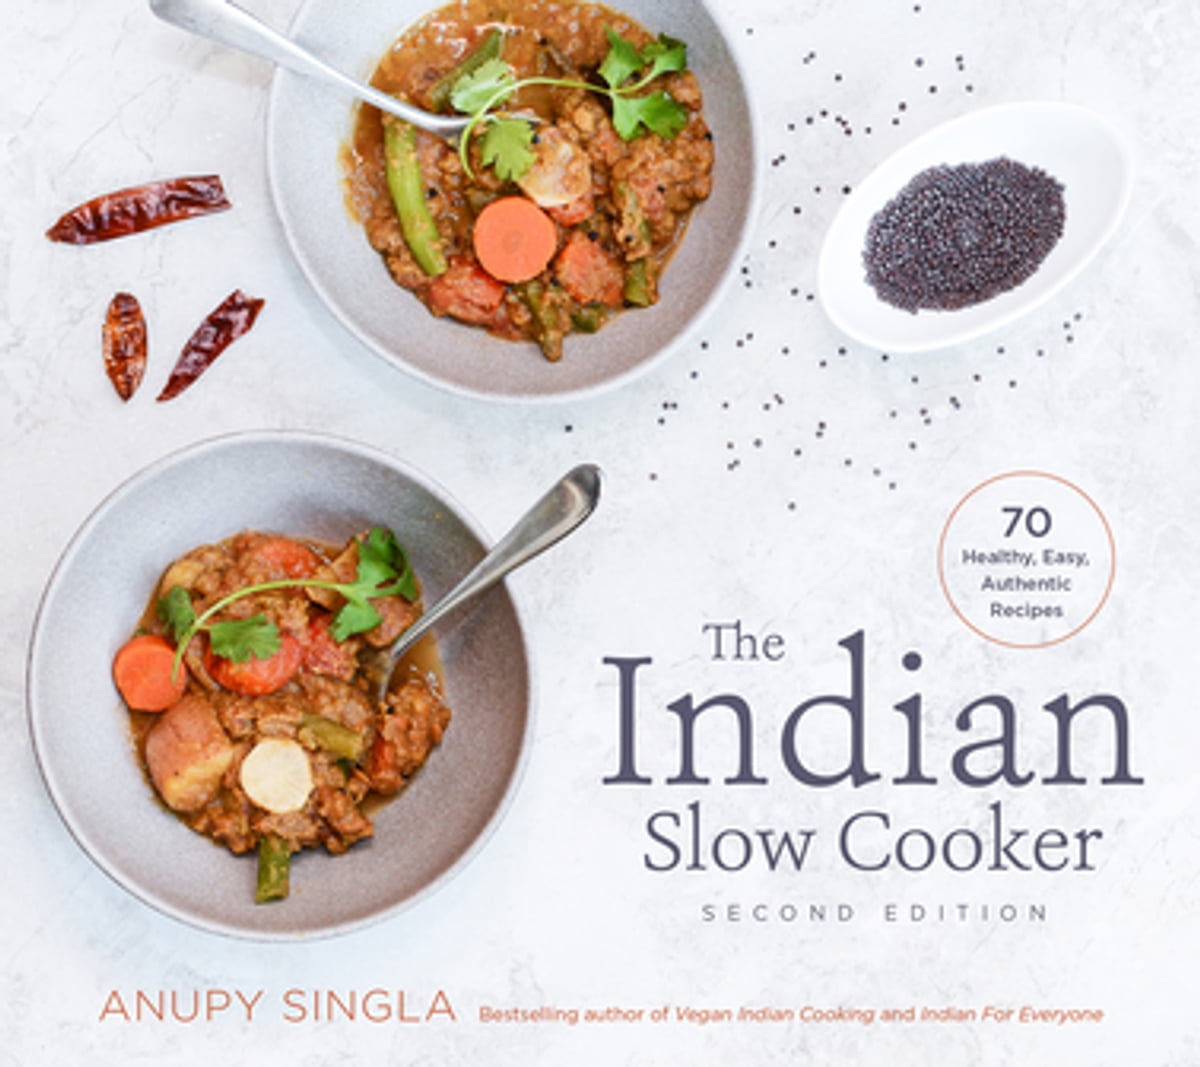 70
Healthy, Easy,
Authentic
Recipes
The
Indian
Slow Cooker
SECOND EDITION
ANUPY SINGLA Bestselling author of Vegan Indian Cooking and Indian For Everyone